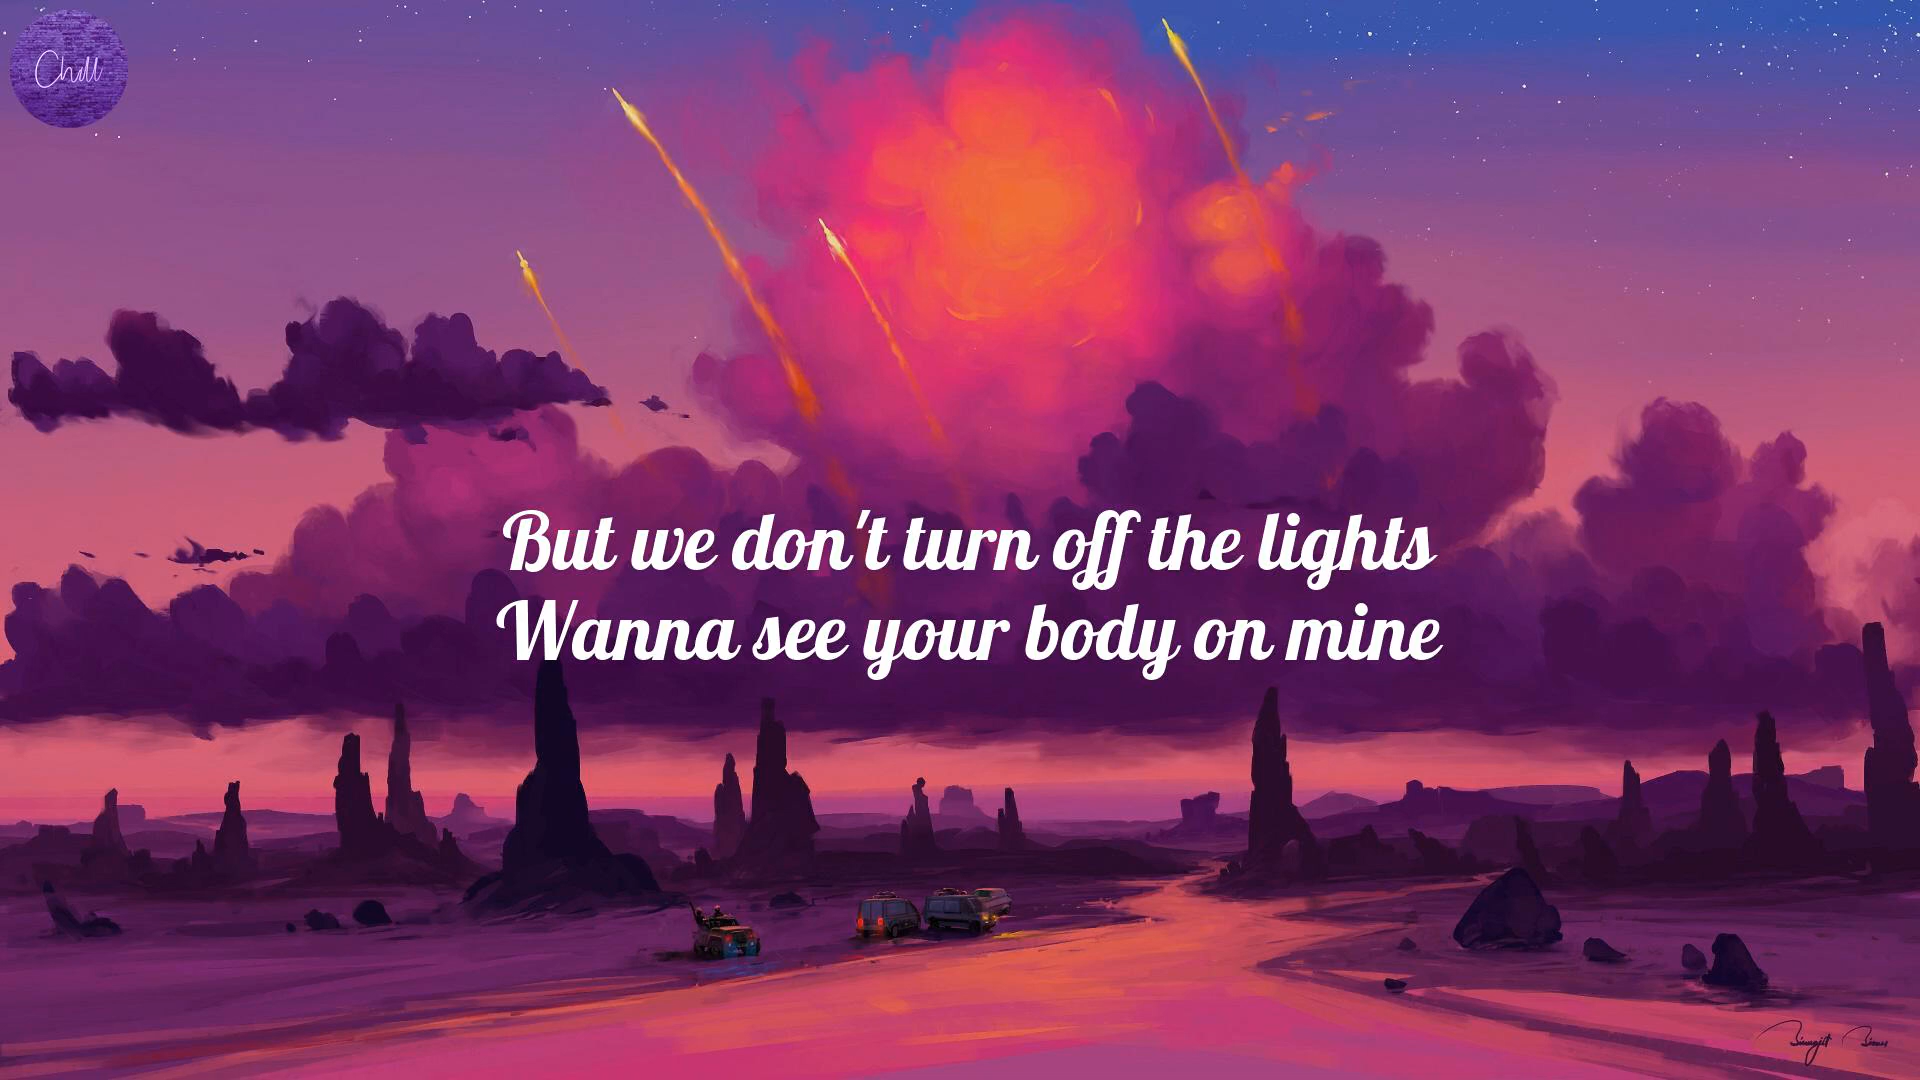 Chill
But we don't turn off the lights
Wanna see your body on mine